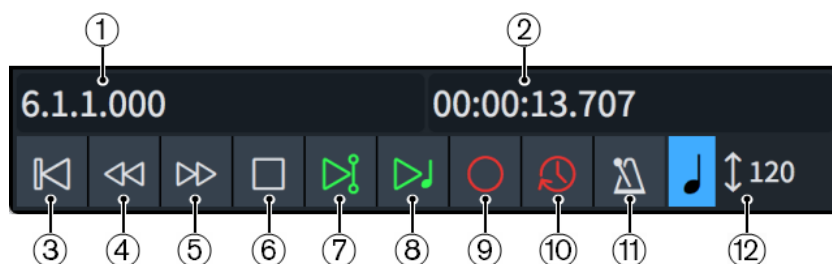 ① ②
6.1.1.000 00:00:13.707
120
③ ④ ⑤ ⑥ ⑦ ⑧ ⑨ ⑩ ⑪ ⑫